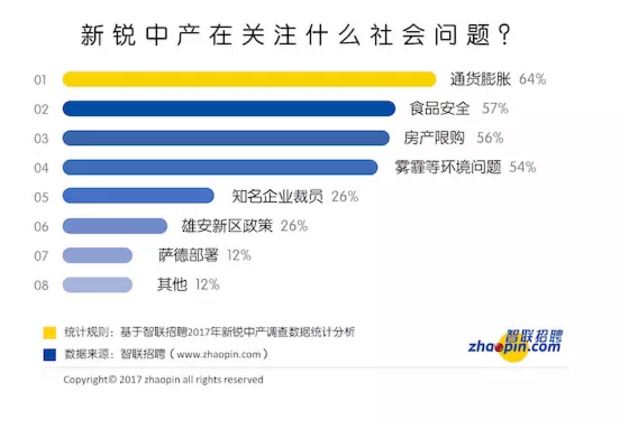 新锐中产在关注什么社会问题？
01 通货膨胀 64%
02 食品安全 57%
03 房产限购 56%
04 雾霾等环境问题 54%
05 知名企业裁员 26%
06 雄安新区政策 26%
07 萨德部署 12%
08 其他 12%
统计规则：基于智联招聘2017年新锐中产调查数据统计分析
数据来源：智联招聘（www.zhaopin.com）
智联招聘
zhaopin.com
Copyright© 2017 zhaopin all rights reserved